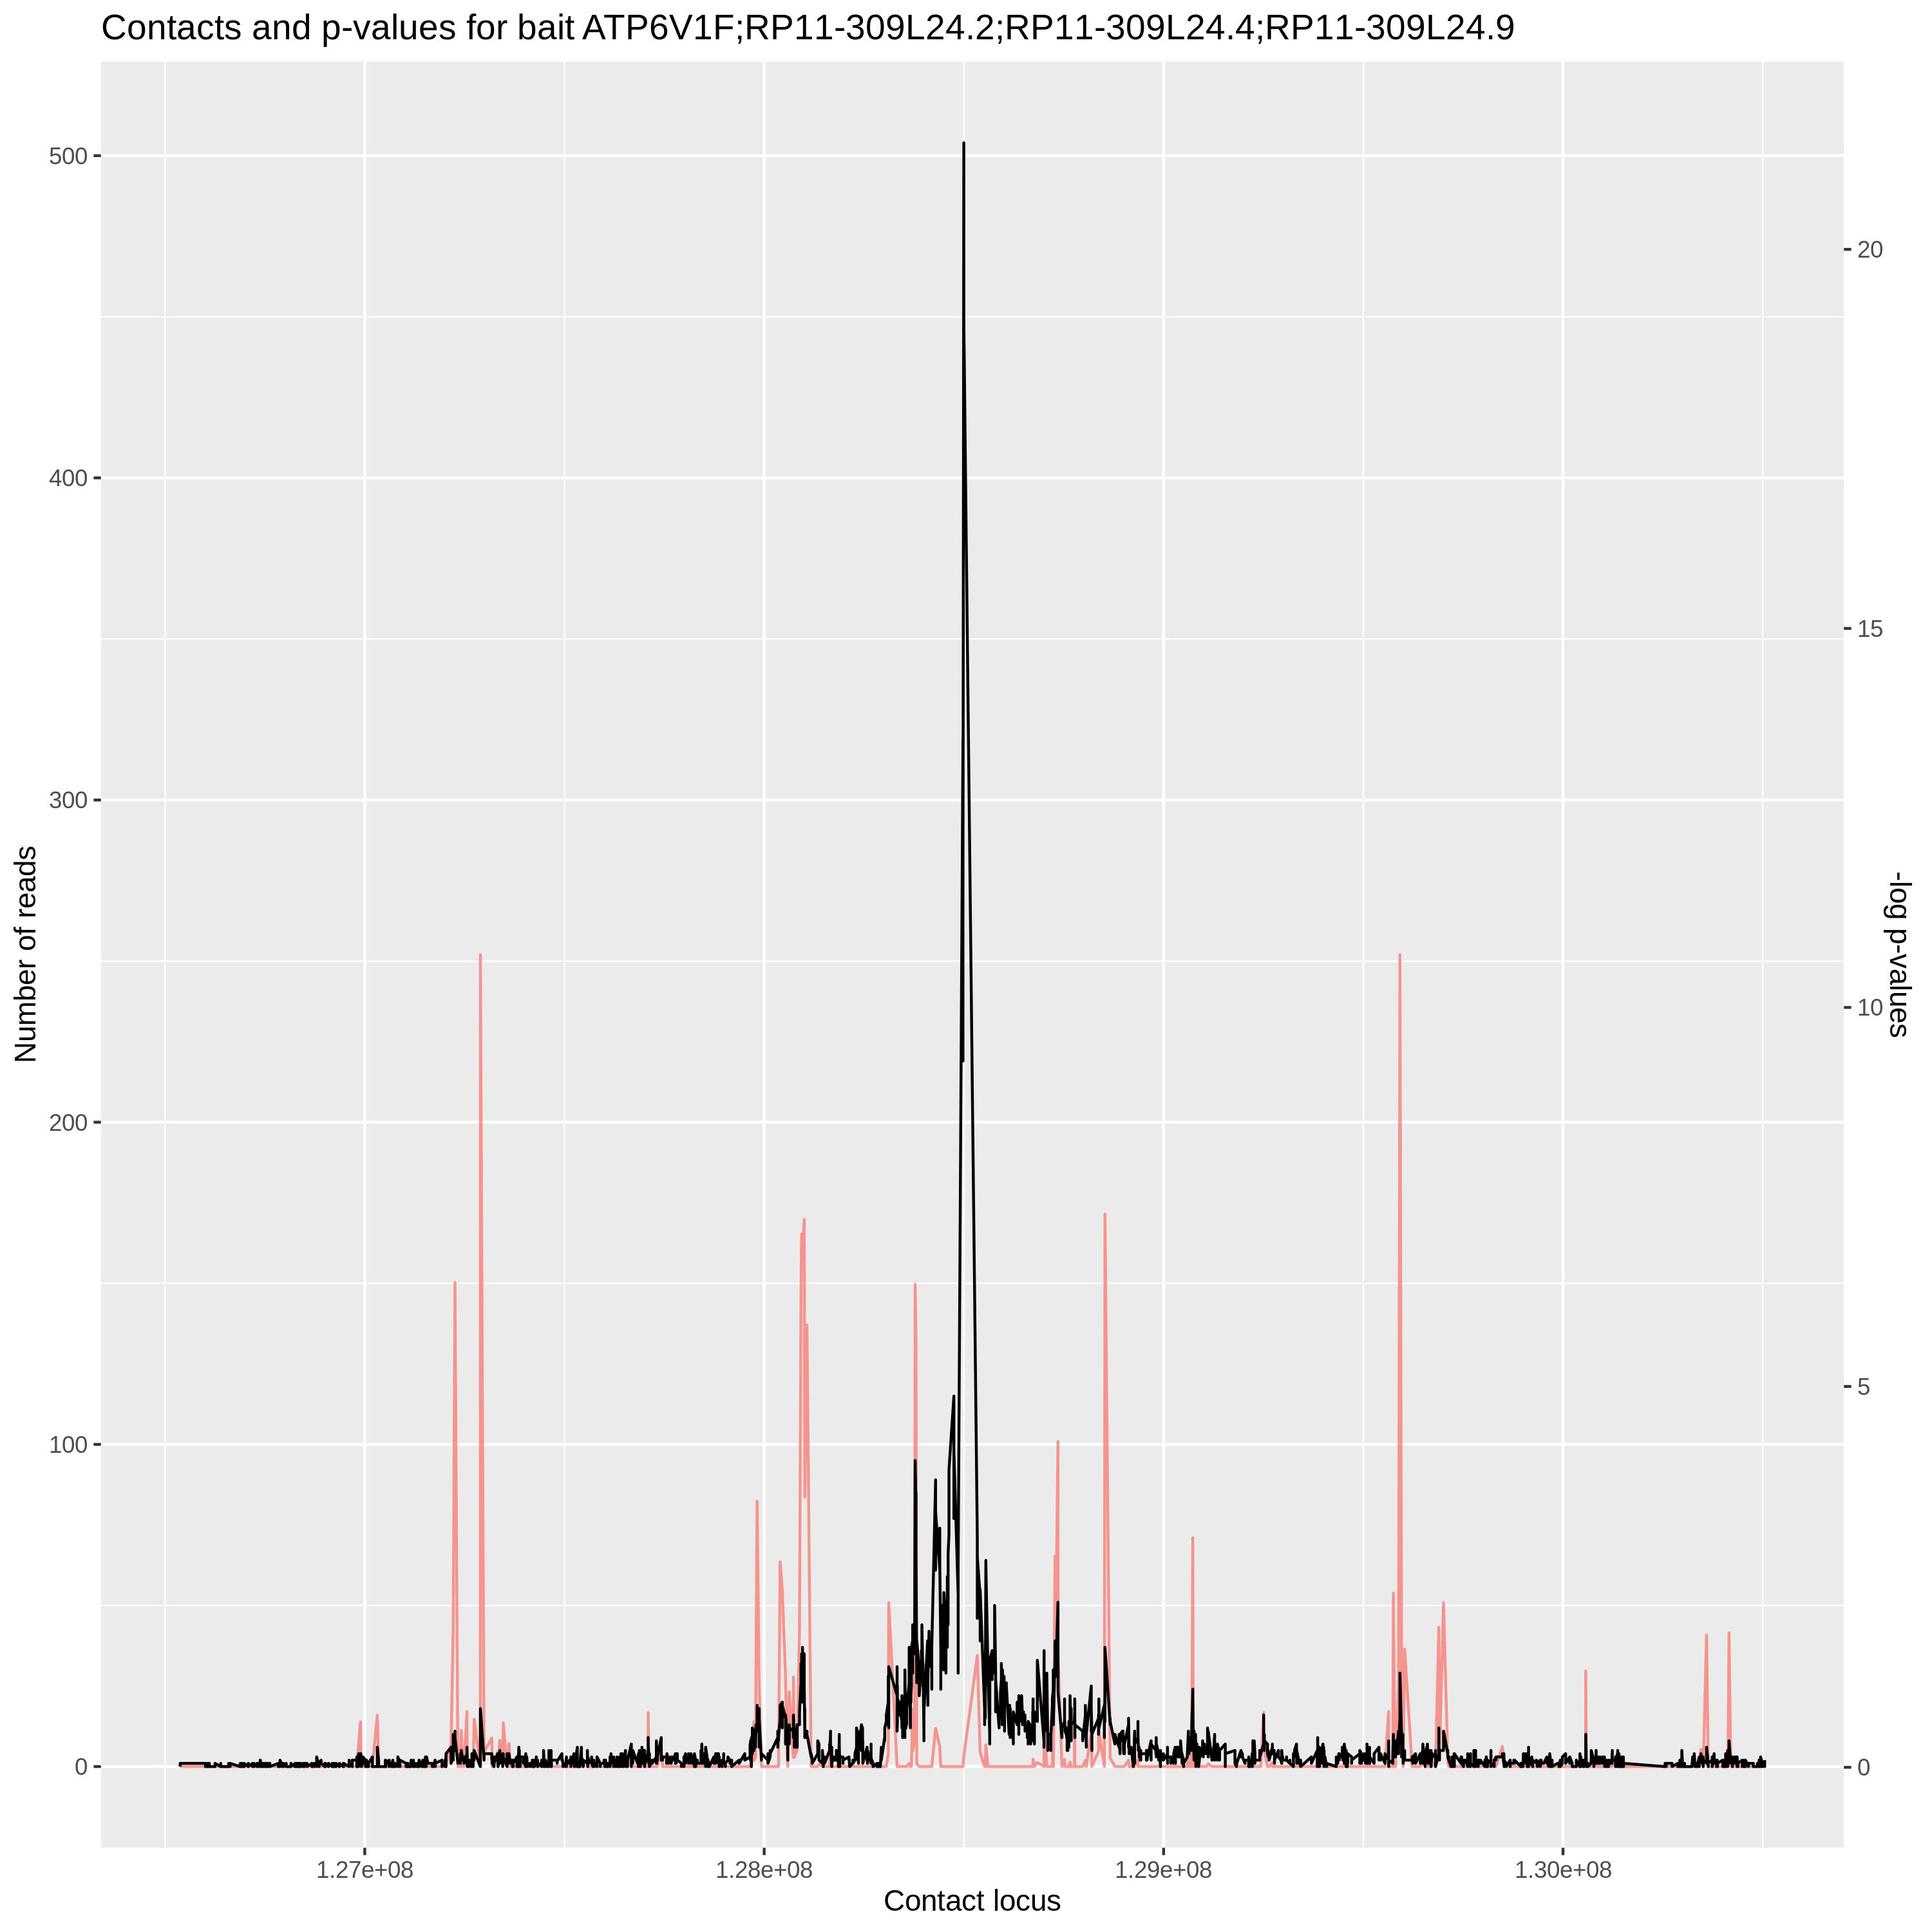 Contacts and p-values for bait ATP6V1F;RP11-309L24.2;RP11-309L24.4;RP11-309L24.9
500
400
300
200
100
0
Number of reads
20
15
10
5
0
-log p-values
1.27e+08
1.28e+08
1.29e+08
1.30e+08
Contact locus